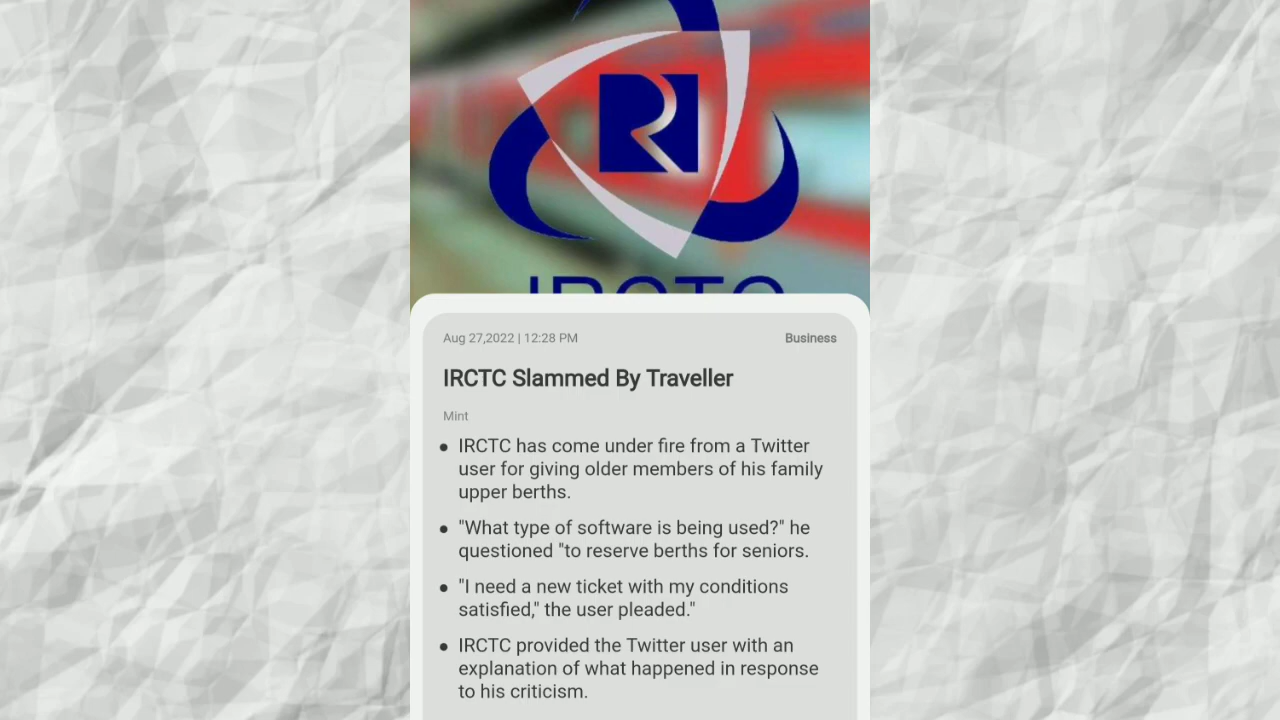 IRCTC
Aug 27,2022 | 12:28 PM
Business
IRCTC Slammed By Traveller
Mint
● IRCTC has come under fire from a Twitter
user for giving older members of his family
upper berths.
● "What type of software is being used?" he
questioned "to reserve berths for seniors.
● "I need a new ticket with my conditions
satisfied," the user pleaded."
● IRCTC provided the Twitter user with an
explanation of what happened in response
to his criticism.